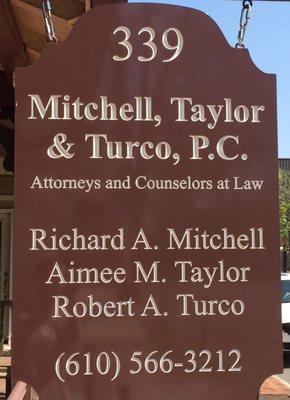 339
Mitchell, Taylor
& Turco, P.C.
Attorneys and Counselors at Law
Richard A. Mitchell
Aimee M. Taylor
Robert A. Turco
(610) 566-3212